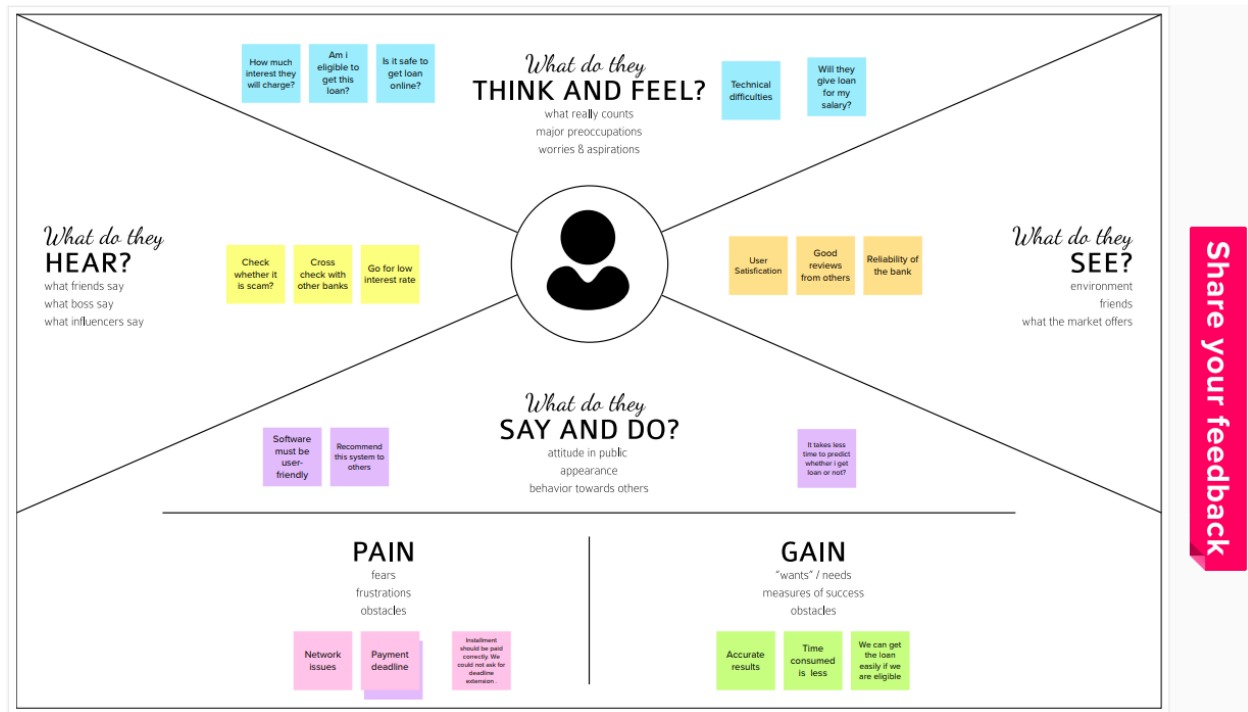 How much
interest they
will charge?
Am i
eligible to
get this
loan?
Is it safe to
get loan
online?
What do they
THINK AND FEEL?
what really counts
major preoccupations
worries & aspirations
Technical
difficulties
Will they
give loan
for my
salary?
What do they
HEAR?
what friends say
what boss say
what influencers say
Check
whether it
is scam?
Cross
check with
other banks
Go for low
interest rate
User
Satisfication
Good
reviews
from others
Reliability of
the bank
What do they
SEE?
environment
friends
what the market offers
What do they
SAY AND DO?
attitude in public
appearance
behavior towards others
Software
must be
user-
friendly
Recommend
this system to
others
It takes less
time to predict
whether i get
loan or not?
PAIN
fears
frustrations
obstacles
Network
issues
Payment
deadline
Installment
should be paid
correctly. We
could not ask for
deadline
extension .
GAIN
"wants" / needs
measures of success
obstacles
Accurate
results
Time
consumed
is less
We can get
the loan
easily if we
are eligible
Share your feedback